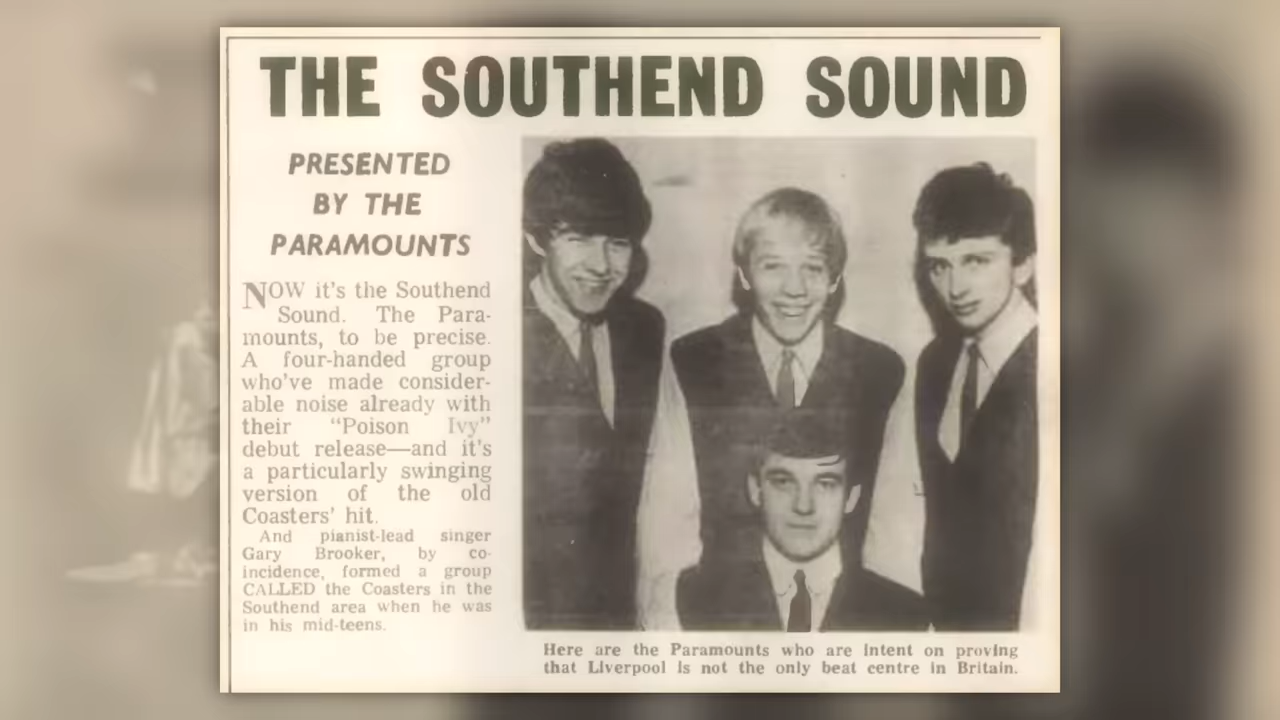 THE SOUTHEND SOUND
PRESENTED
BY THE
PARAMOUNTS
NOW it's the Southend
Sound. The Para-
mounts, to be precise.
A four-handed group
who've made consider-
able noise already with
their "Poison Ivy"
debut release—and it's
a particularly swinging
version of the old
Coasters' hit.
And pianist-lead singer
Gary Brooker, by co-
incidence, formed a group
CALLED the Coasters in the
Southend area when he was
in his mid-teens.
Here are the Paramounts who are intent on proving
that Liverpool is not the only beat centre in Britain.